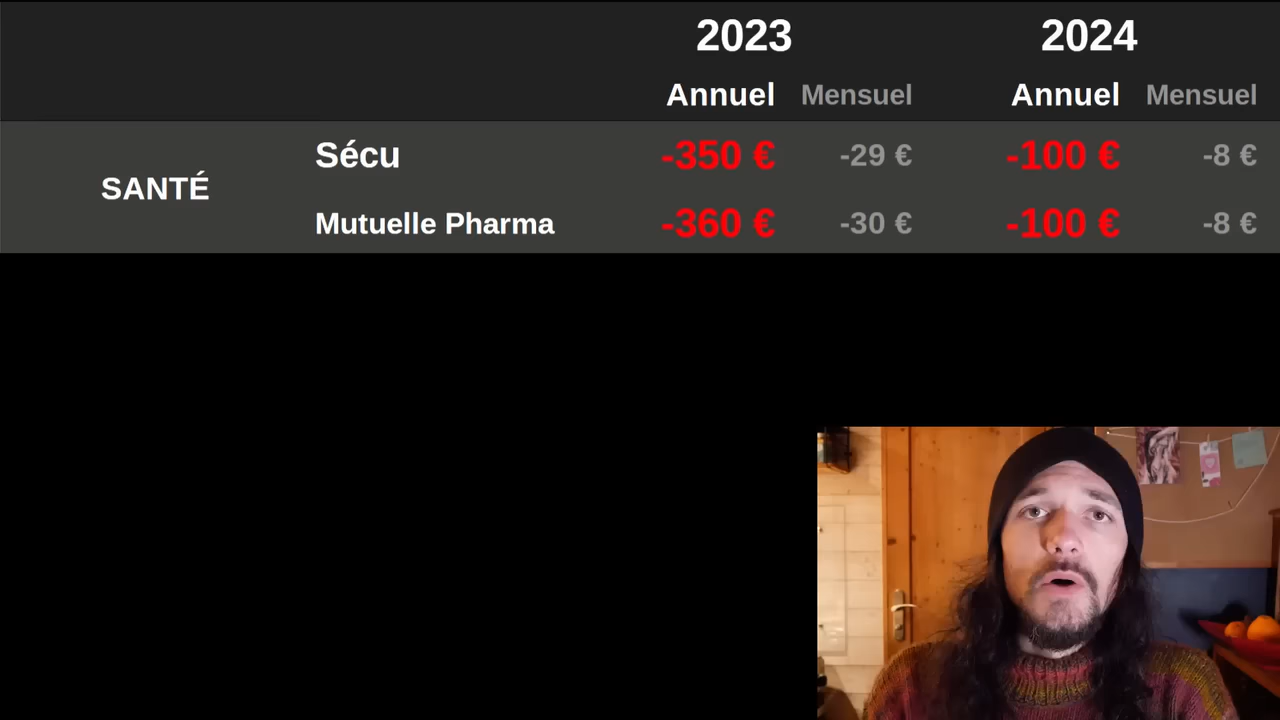 2023 2024
Annuel Mensuel Annuel Mensuel
SANTÉ
Sécu -350 € -29 € -100 € -8 €
Mutuelle Pharma -360 € -30 € -100 € -8 €